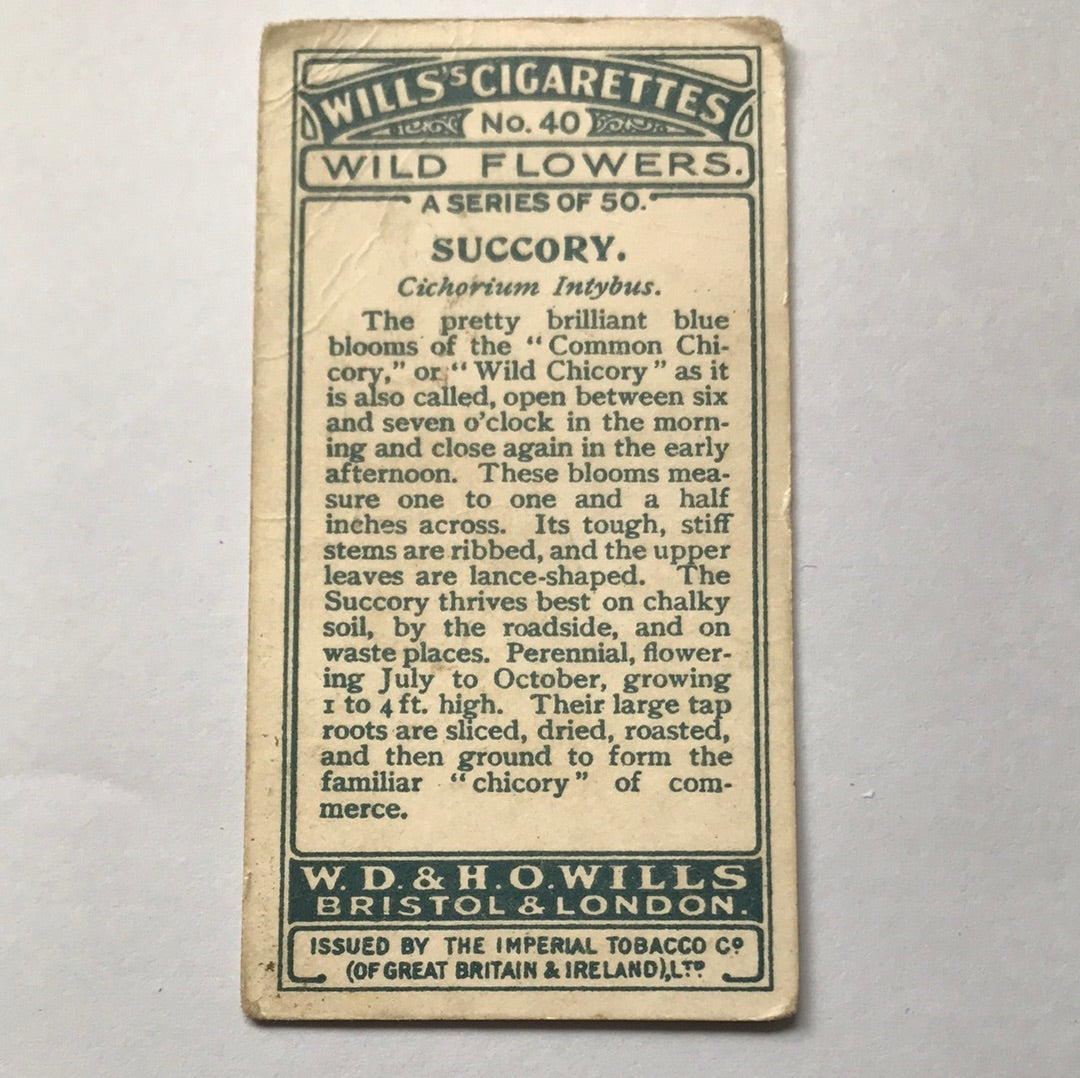 WILLS'S CIGARETTES
No. 40
WILD FLOWERS.
A SERIES OF 50.
SUCCORY.
Cichorium Intybus.
The pretty brilliant blue
blooms of the "Common Chi-
cory," or "Wild Chicory" as it
is also called, open between six
and seven o'clock in the morn-
ing and close again in the early
afternoon. These blooms mea-
sure one to one and a half
inches across. Its tough, stiff
stems are ribbed, and the upper
leaves are lance-shaped. The
Succory thrives best on chalky
soil, by the roadside, and on
waste places. Perennial, flower-
ing July to October, growing
1 to 4 ft. high. Their large tap
roots are sliced, dried, roasted,
and then ground to form the
familiar "chicory" of com-
merce.
W. D. & H. O. WILLS
BRISTOL & LONDON.
ISSUED BY THE IMPERIAL TOBACCO Co
(OF GREAT BRITAIN & IRELAND), LTD